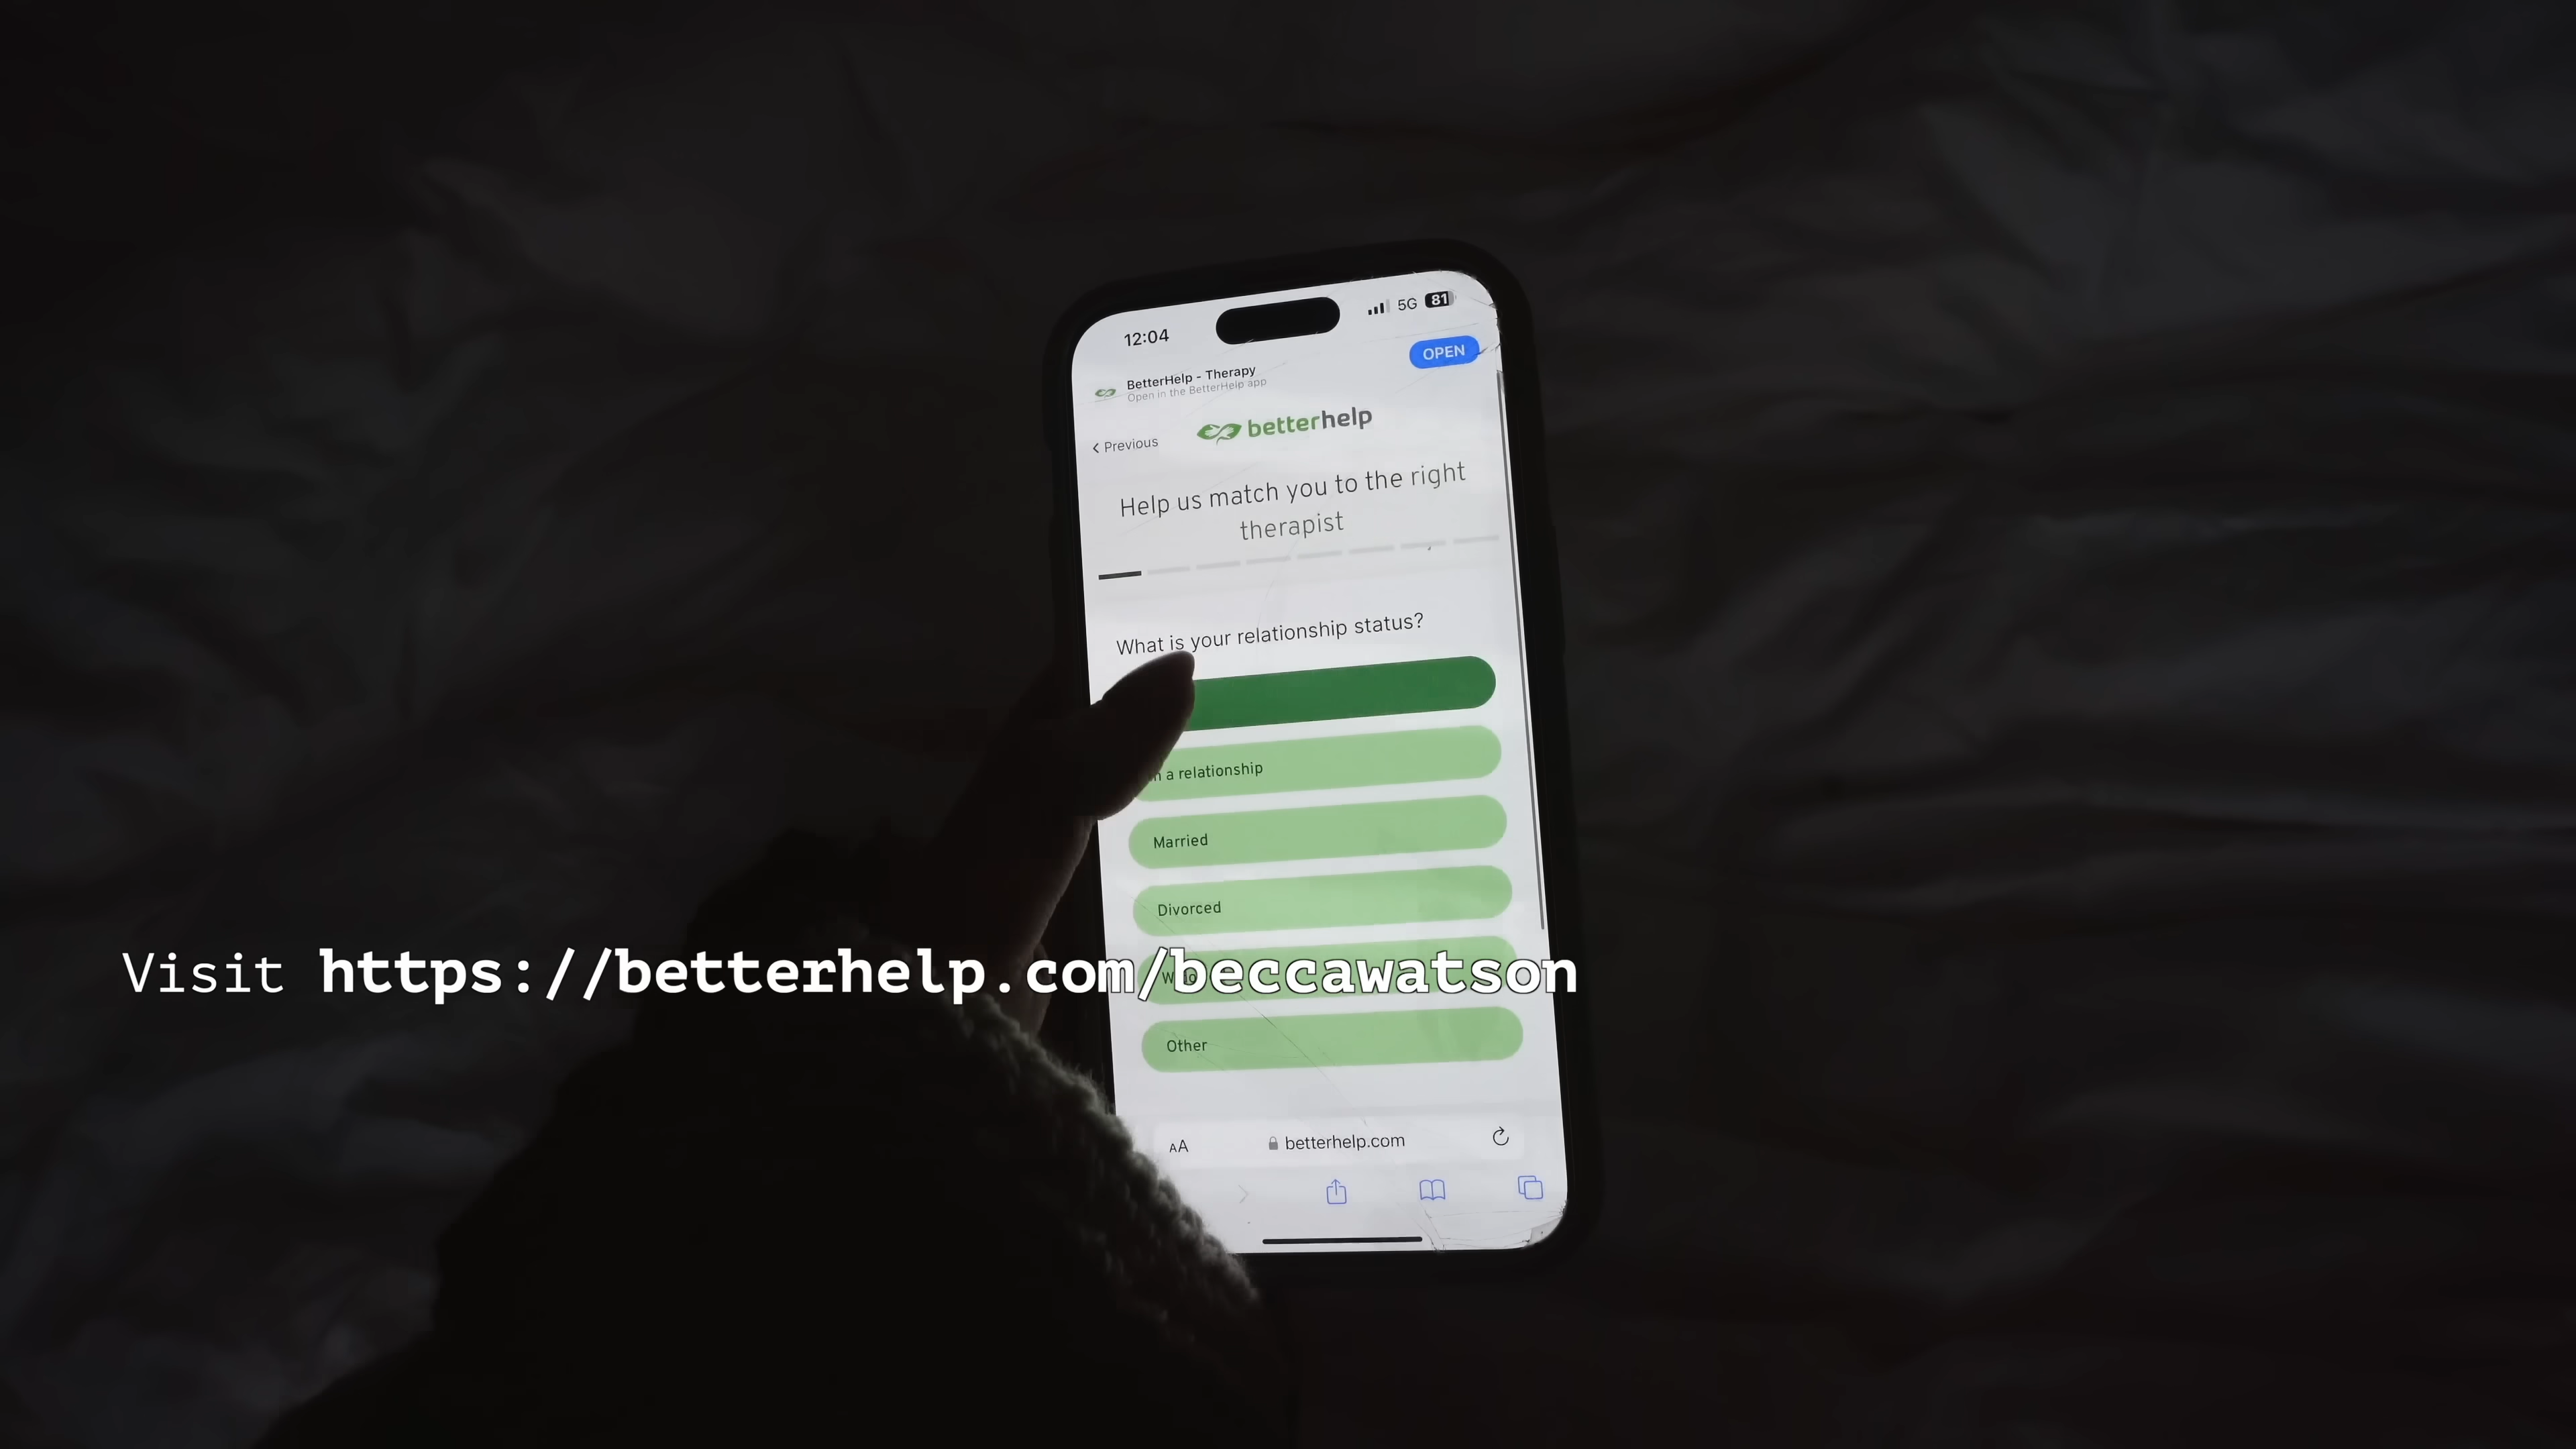 12:04
5G 81
BetterHelp - Therapy
Open in the BetterHelp app
OPEN
< Previous
betterhelp
Help us match you to the right
therapist
What is your relationship status?
a relationship
Married
Divorced
Visit https://betterhelp.com/beccawatson
Other
AA
betterhelp.com